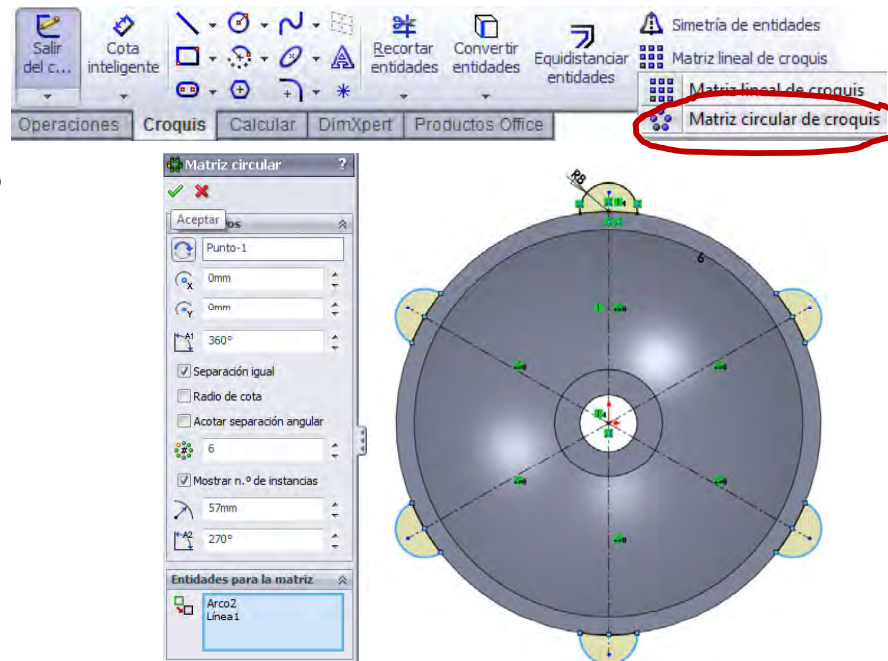 Salir del c...
Cota inteligente
Recortar entidades
Convertir entidades
Equidistanciar entidades
Simetría de entidades
Matriz lineal de croquis
Matriz lineal de croquis
Matriz circular de croquis
Operaciones Croquis Calcular DimXpert Productos Office
Matriz circular ?
Aceptar
os
Punto-1
0mm
0mm
A1 360°
Separación igual
Radio de cota
Acotar separación angular
# 6
Mostrar n.º de instancias
57mm
A2 270°
Entidades para la matriz
Arco2
Línea1
R8
6